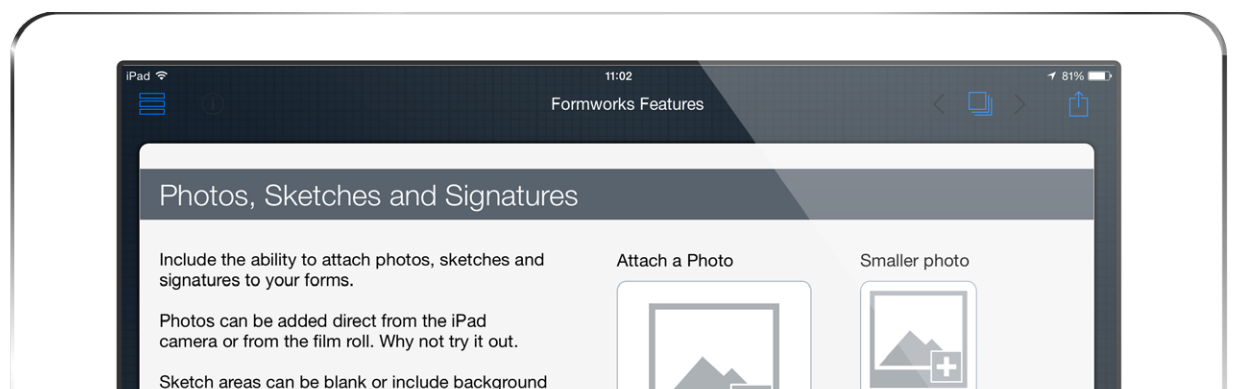 iPad
11:02
81%
Formworks Features
Photos, Sketches and Signatures
Include the ability to attach photos, sketches and
signatures to your forms.
Photos can be added direct from the iPad
camera or from the film roll. Why not try it out.
Sketch areas can be blank or include background
Attach a Photo
Smaller photo